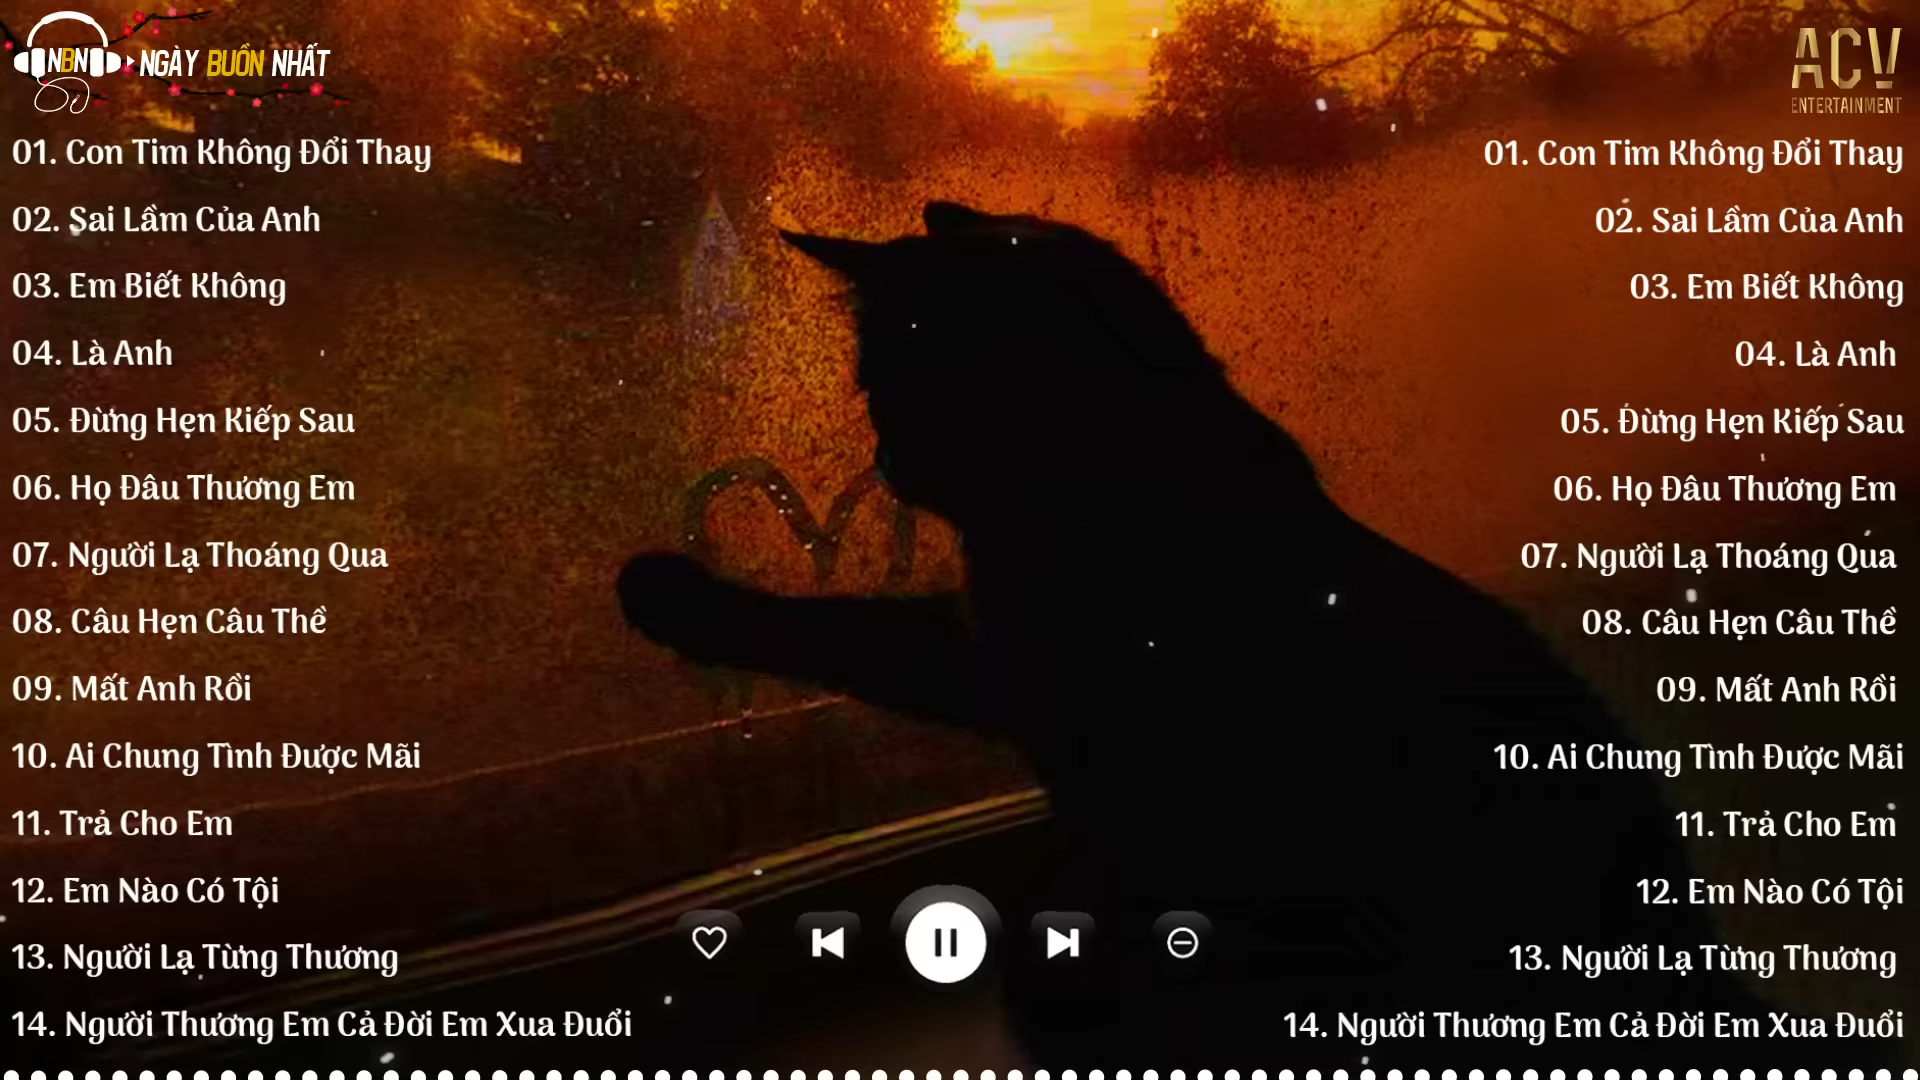 NBN
NGÀY BUỒN NHẤT
ACV
ENTERTAINMENT
01. Con Tim Không Đổi Thay
02. Sai Lầm Của Anh
03. Em Biết Không
04. Là Anh
05. Đừng Hẹn Kiếp Sau
06. Họ Đâu Thương Em
07. Người Lạ Thoáng Qua
08. Câu Hẹn Câu Thề
09. Mất Anh Rồi
10. Ai Chung Tình Được Mãi
11. Trả Cho Em
12. Em Nào Có Tội
13. Người Lạ Từng Thương
14. Người Thương Em Cả Đời Em Xua Đuổi
01. Con Tim Không Đổi Thay
02. Sai Lầm Của Anh
03. Em Biết Không
04. Là Anh
05. Đừng Hẹn Kiếp Sau
06. Họ Đâu Thương Em
07. Người Lạ Thoáng Qua
08. Câu Hẹn Câu Thề
09. Mất Anh Rồi
10. Ai Chung Tình Được Mãi
11. Trả Cho Em
12. Em Nào Có Tội
13. Người Lạ Từng Thương
14. Người Thương Em Cả Đời Em Xua Đuổi